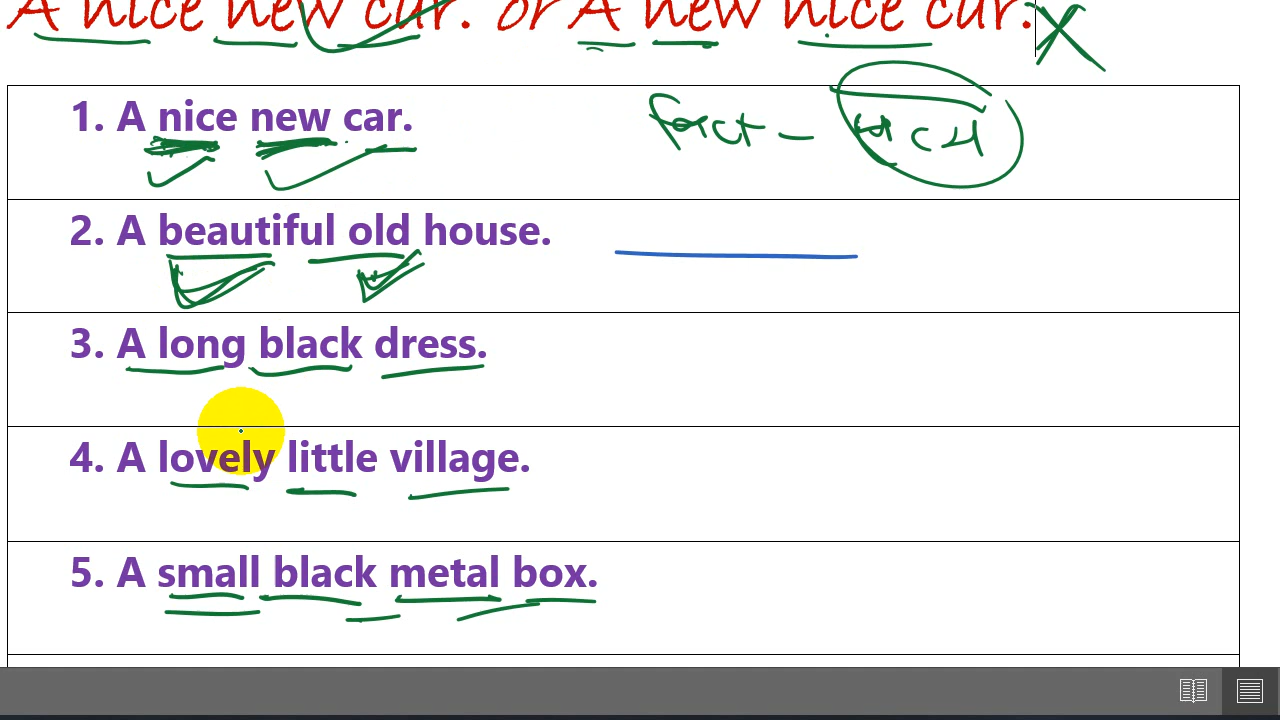 A nice new car. or A new nice car.
1. A nice new car.
fact -
2. A beautiful old house.
3. A long black dress.
4. A lovely little village.
5. A small black metal box.